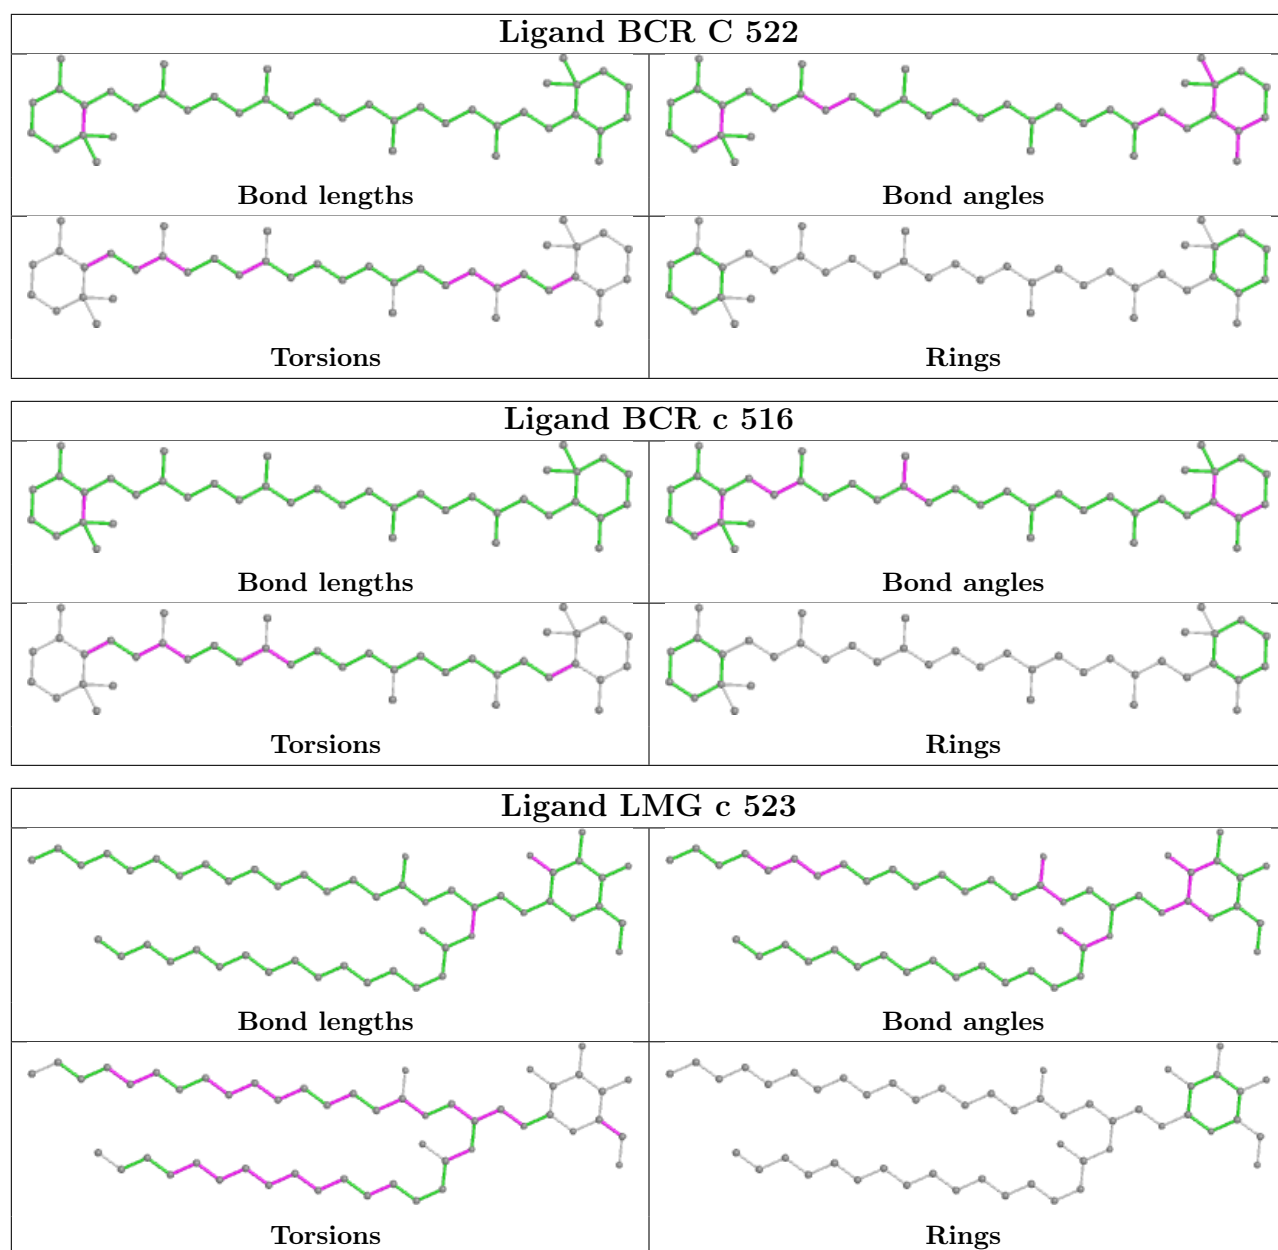 Ligand BCR C 522
Bond lengths
Bond angles
Torsions
Rings
Ligand BCR c 516
Bond lengths
Bond angles
Torsions
Rings
Ligand LMG c 523
Bond lengths
Bond angles
Torsions
Rings